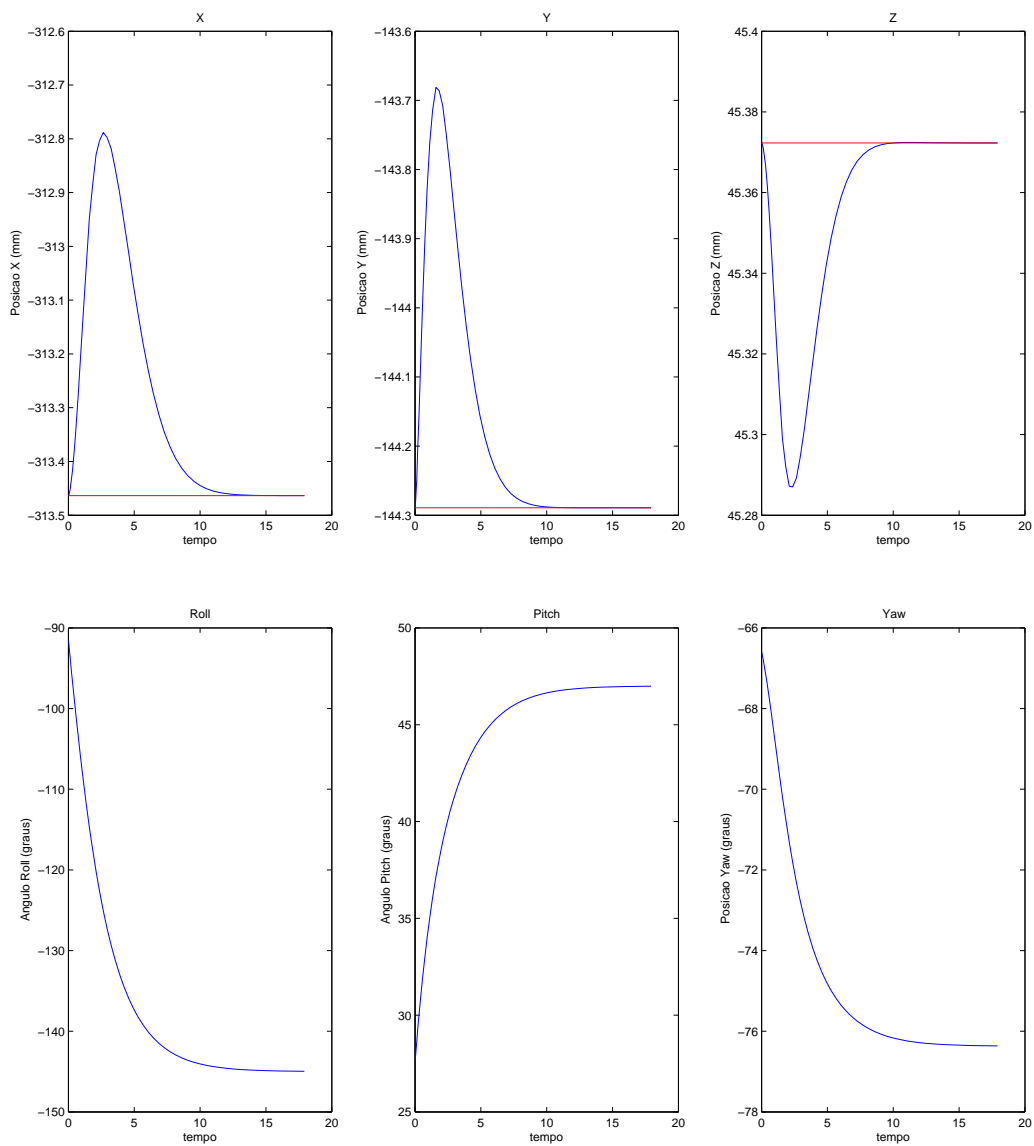 X
−312.6
−312.7
−312.8
−312.9
−313
−313.1
−313.2
−313.3
−313.4
−313.5
Posicao X (mm)
0 5 10 15 20
tempo
Y
−143.6
−143.7
−143.8
−143.9
−144
−144.1
−144.2
−144.3
Posicao Y (mm)
0 5 10 15 20
tempo
Z
45.4
45.38
45.36
45.34
45.32
45.3
45.28
Posicao Z (mm)
0 5 10 15 20
tempo
Roll
−90
−100
−110
−120
−130
−140
−150
Angulo Roll (graus)
0 5 10 15 20
tempo
Pitch
50
45
40
35
30
25
Angulo Pitch (graus)
0 5 10 15 20
tempo
Yaw
−66
−68
−70
−72
−74
−76
−78
Posicao Yaw (graus)
0 5 10 15 20
tempo